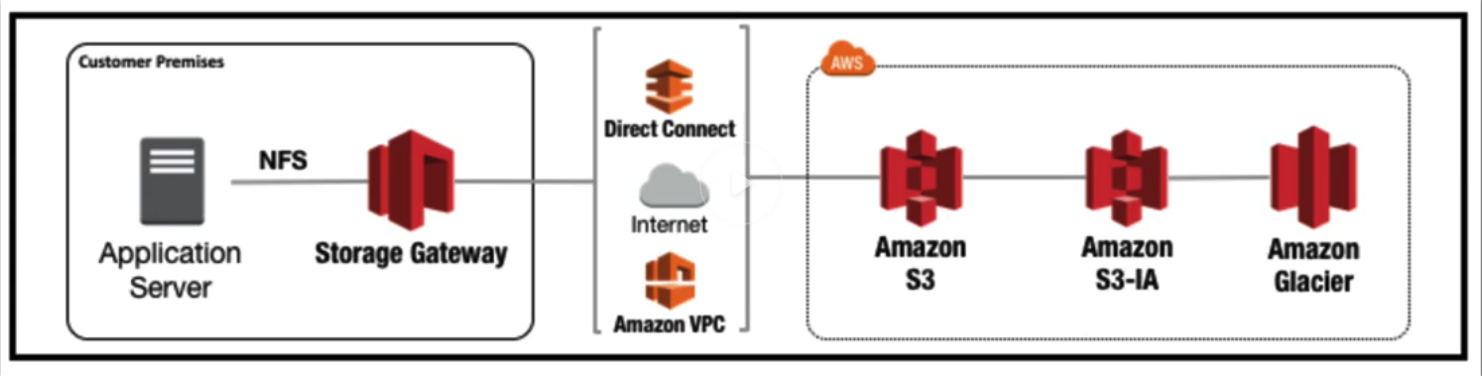 Customer Premises
NFS
Application
Server
Storage Gateway
Direct Connect
Internet
Amazon VPC
AWS
Amazon
S3
Amazon
S3-IA
Amazon
Glacier